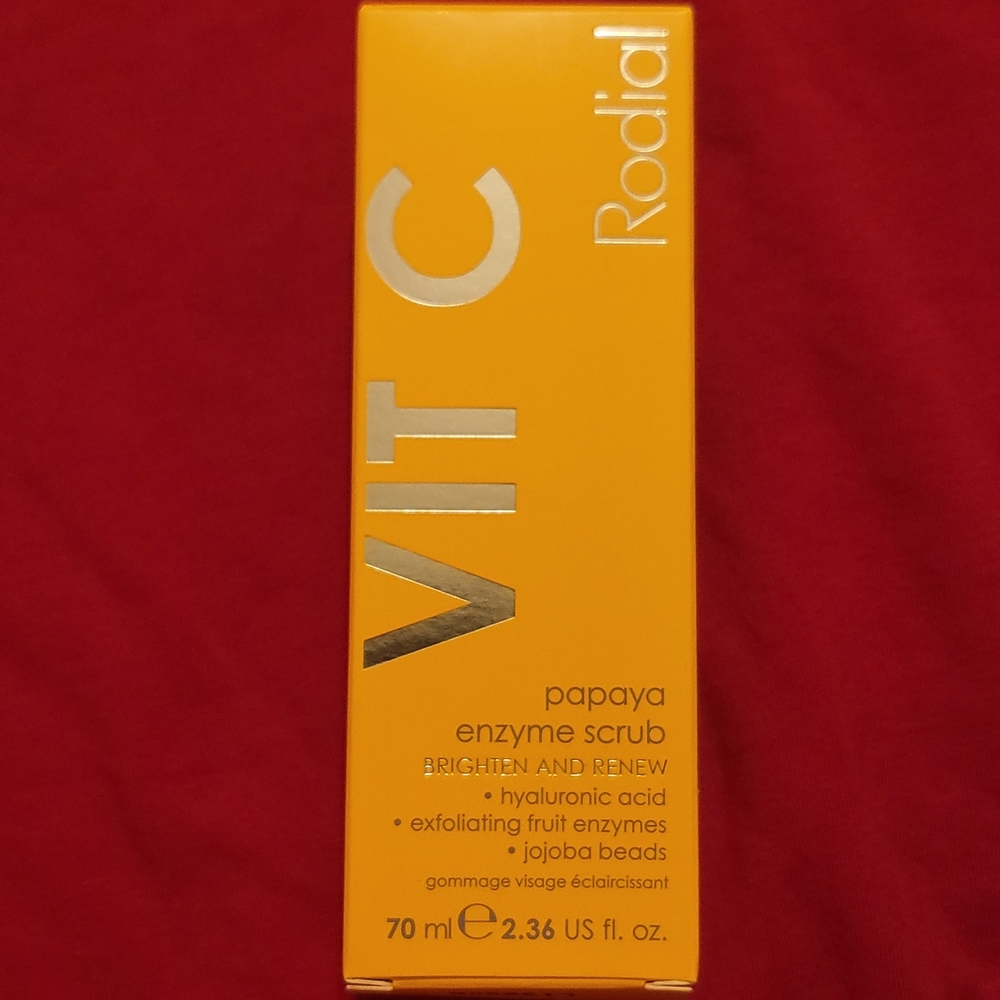 Rodial
VIT C
papaya
enzyme scrub
BRIGHTEN AND RENEW
• hyaluronic acid
• exfoliating fruit enzymes
• jojoba beads
gommage visage éclaircissant
70 ml ℮ 2.36 US fl. oz.